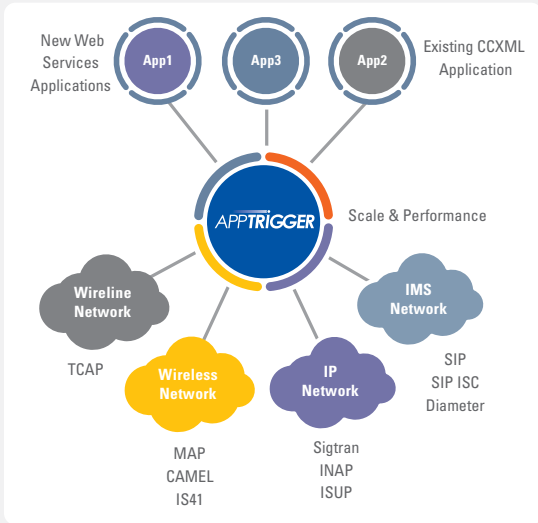 New Web
Services
Applications
App1
App3
App2
Existing CCXML
Application
APPTRIGGER
Scale & Performance
Wireline
Network
TCAP
Wireless
Network
MAP
CAMEL
IS41
IP
Network
Sigtran
INAP
ISUP
IMS
Network
SIP
SIP ISC
Diameter